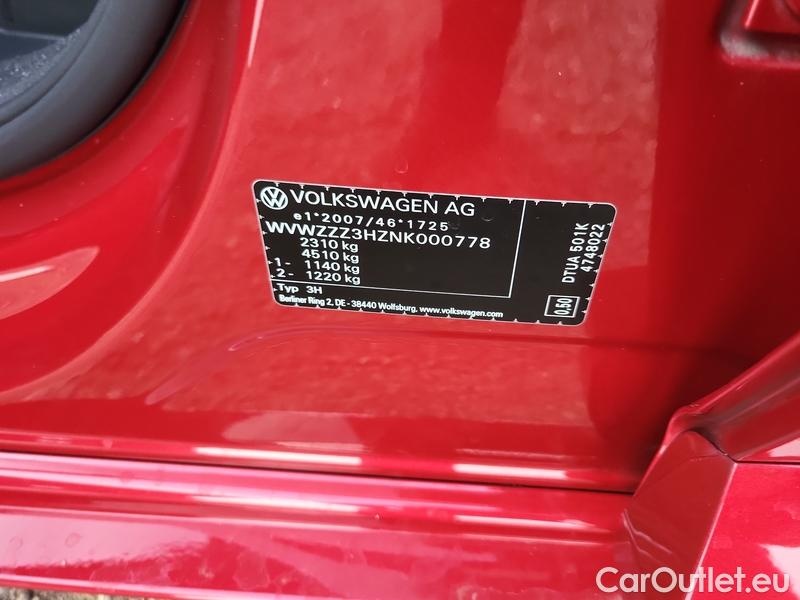 VOLKSWAGEN AG
e1*2007/46*1725
WVWZZZ3HZNK000778
2310 kg
4510 kg
1- 1140 kg
2- 1220 kg
Typ 3H
Berliner Ring 2, DE - 38440 Wolfsburg, www.volkswagen.com
DTUA 501K
4748022
0,50
CarOutlet.eu